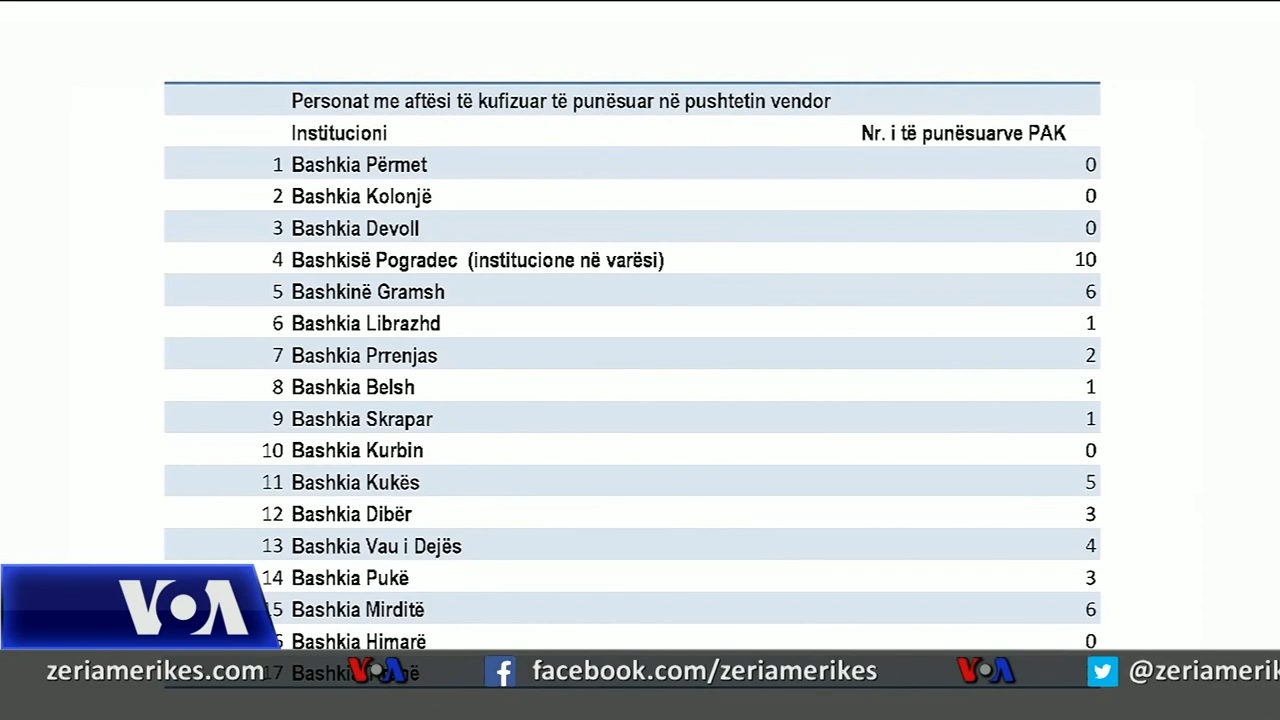 Personat me aftësi të kufizuar të punësuar në pushtetin vendor
Institucioni Nr. i të punësuarve PAK
1 Bashkia Përmet 0
2 Bashkia Kolonjë 0
3 Bashkia Devoll 0
4 Bashkisë Pogradec (institucione në varësi) 10
5 Bashkinë Gramsh 6
6 Bashkia Librazhd 1
7 Bashkia Prrenjas 2
8 Bashkia Belsh 1
9 Bashkia Skrapar 1
10 Bashkia Kurbin 0
11 Bashkia Kukës 5
12 Bashkia Dibër 3
13 Bashkia Vau i Dejës 4
14 Bashkia Pukë 3
15 Bashkia Mirditë 6
Bashkia Himarë 0
17 Bashkia
VOA
zeriamerikes.com VOA facebook.com/zeriamerikes VOA @zeriamerik